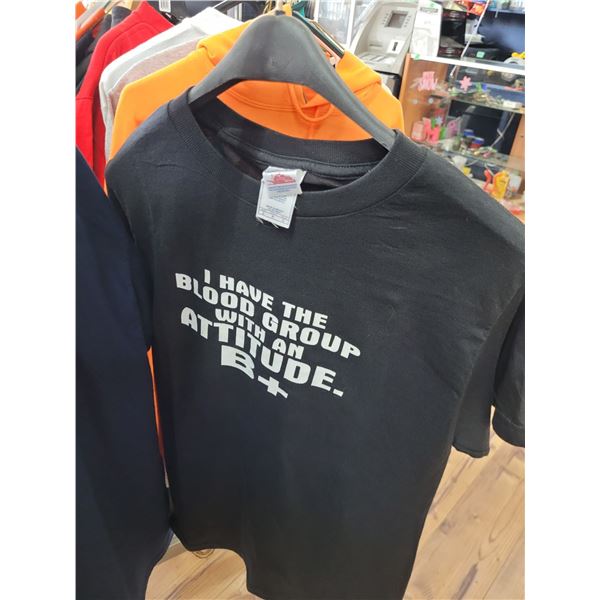 I HAVE THE
BLOOD GROUP
WITH AN
ATTITUDE.
B+